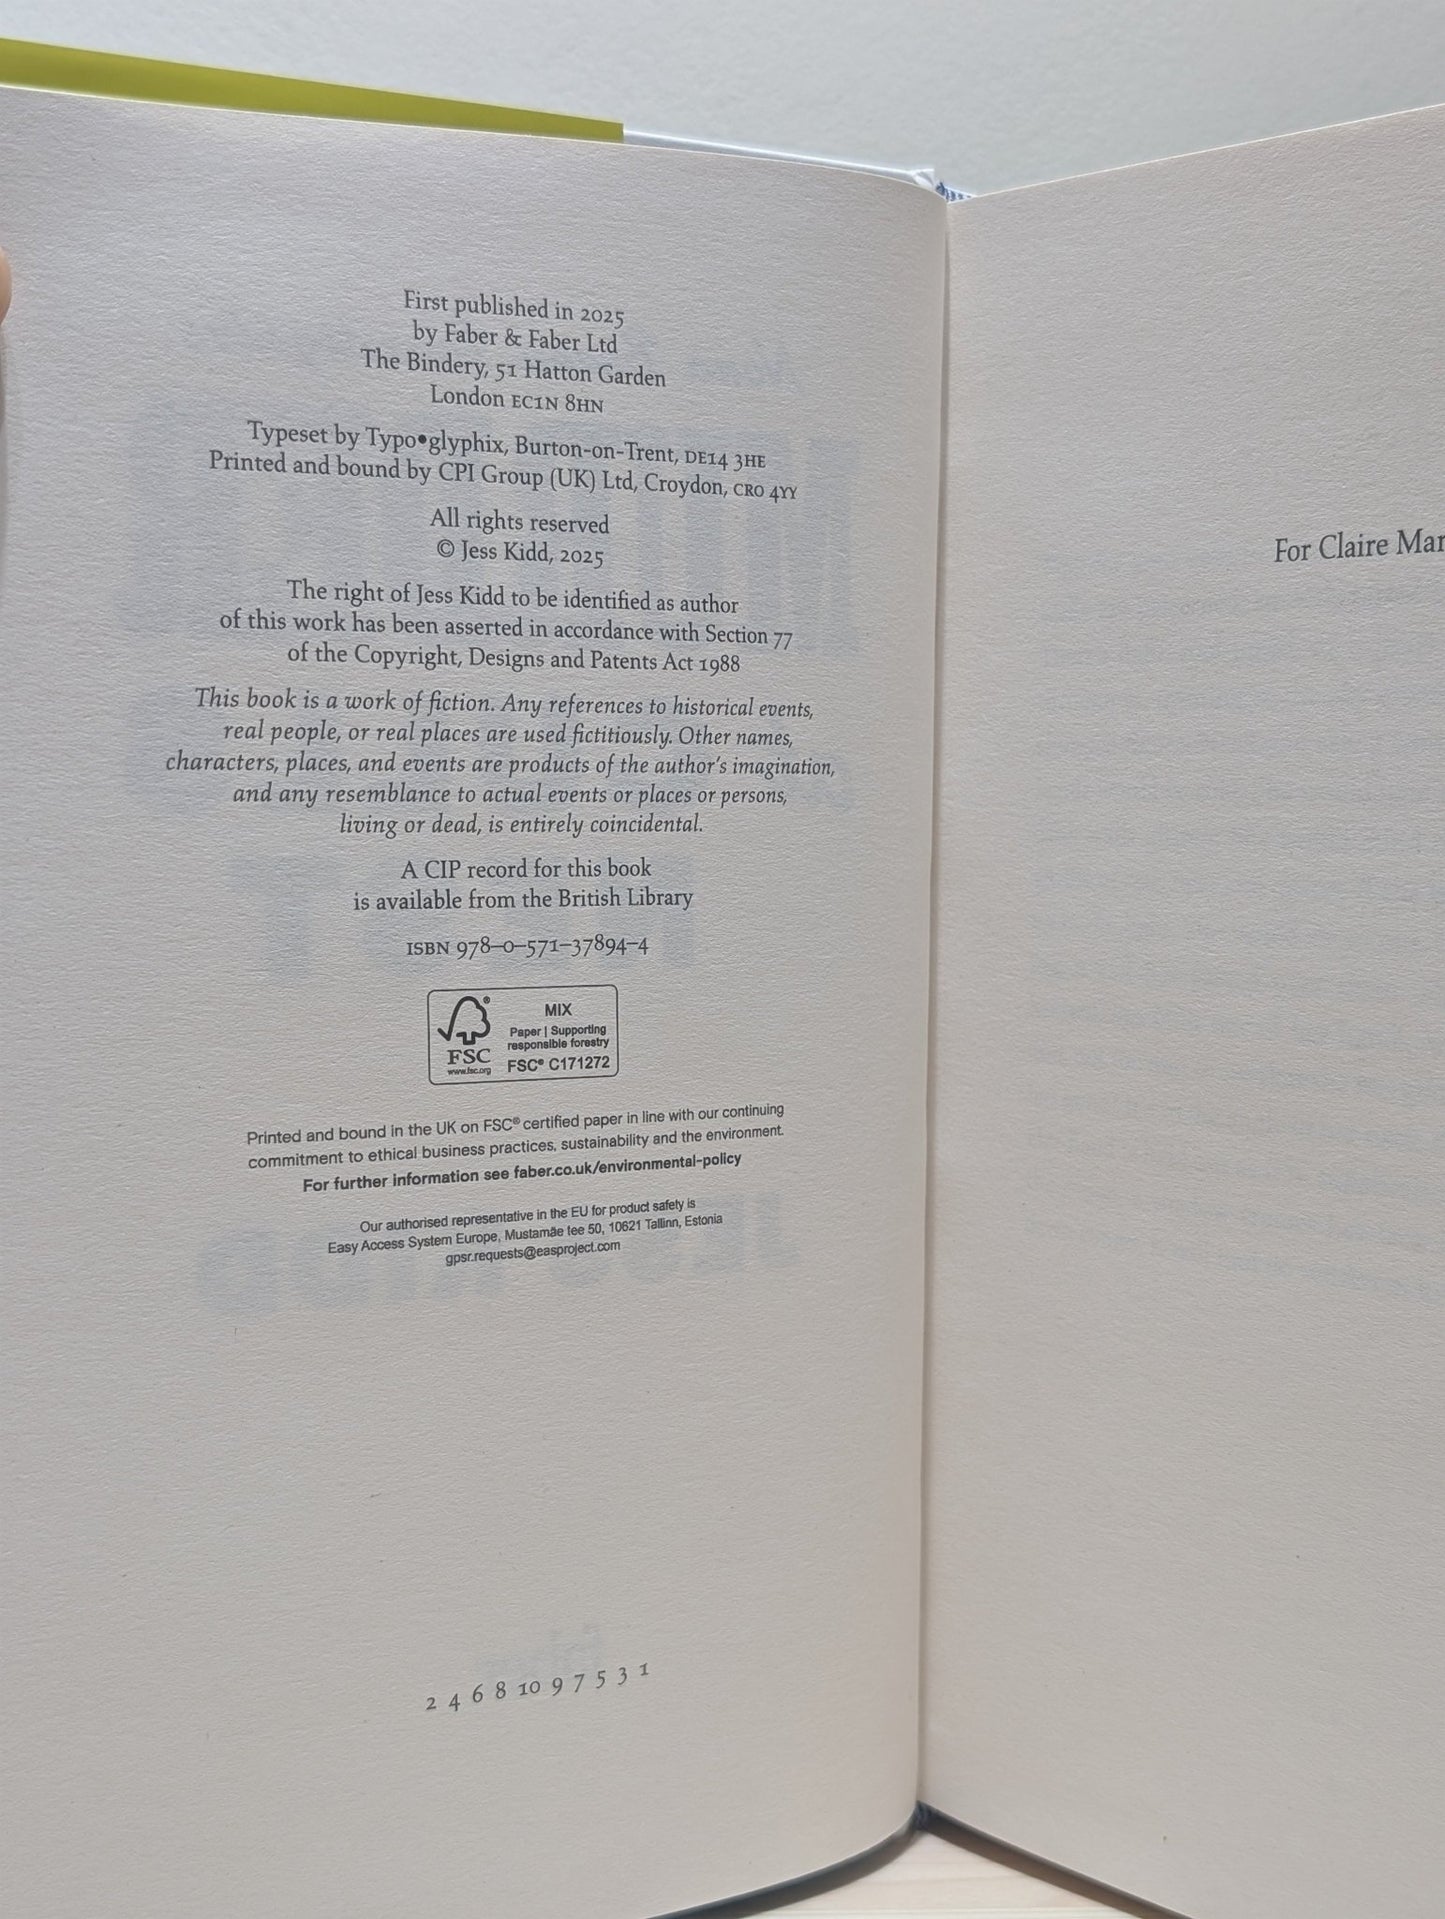 First published in 2025
by Faber & Faber Ltd
The Bindery, 51 Hatton Garden
London EC1N 8HN
Typeset by Typo•glyphix, Burton-on-Trent, DE14 3HE
Printed and bound by CPI Group (UK) Ltd, Croydon, CR0 4YY
All rights reserved
© Jess Kidd, 2025
The right of Jess Kidd to be identified as author
of this work has been asserted in accordance with Section 77
of the Copyright, Designs and Patents Act 1988
This book is a work of fiction. Any references to historical events,
real people, or real places are used fictitiously. Other names,
characters, places, and events are products of the author's imagination,
and any resemblance to actual events or places or persons,
living or dead, is entirely coincidental.
A CIP record for this book
is available from the British Library
ISBN 978–0–571–37894–4
FSC®
www.fsc.org
MIX
Paper | Supporting
responsible forestry
FSC® C171272
Printed and bound in the UK on FSC® certified paper in line with our continuing
commitment to ethical business practices, sustainability and the environment.
For further information see faber.co.uk/environmental-policy
Our authorised representative in the EU for product safety is
Easy Access System Europe, Mustamäe tee 50, 10621 Tallinn, Estonia
gpsr.requests@easproject.com
2 4 6 8 10 9 7 5 3 1
For Claire